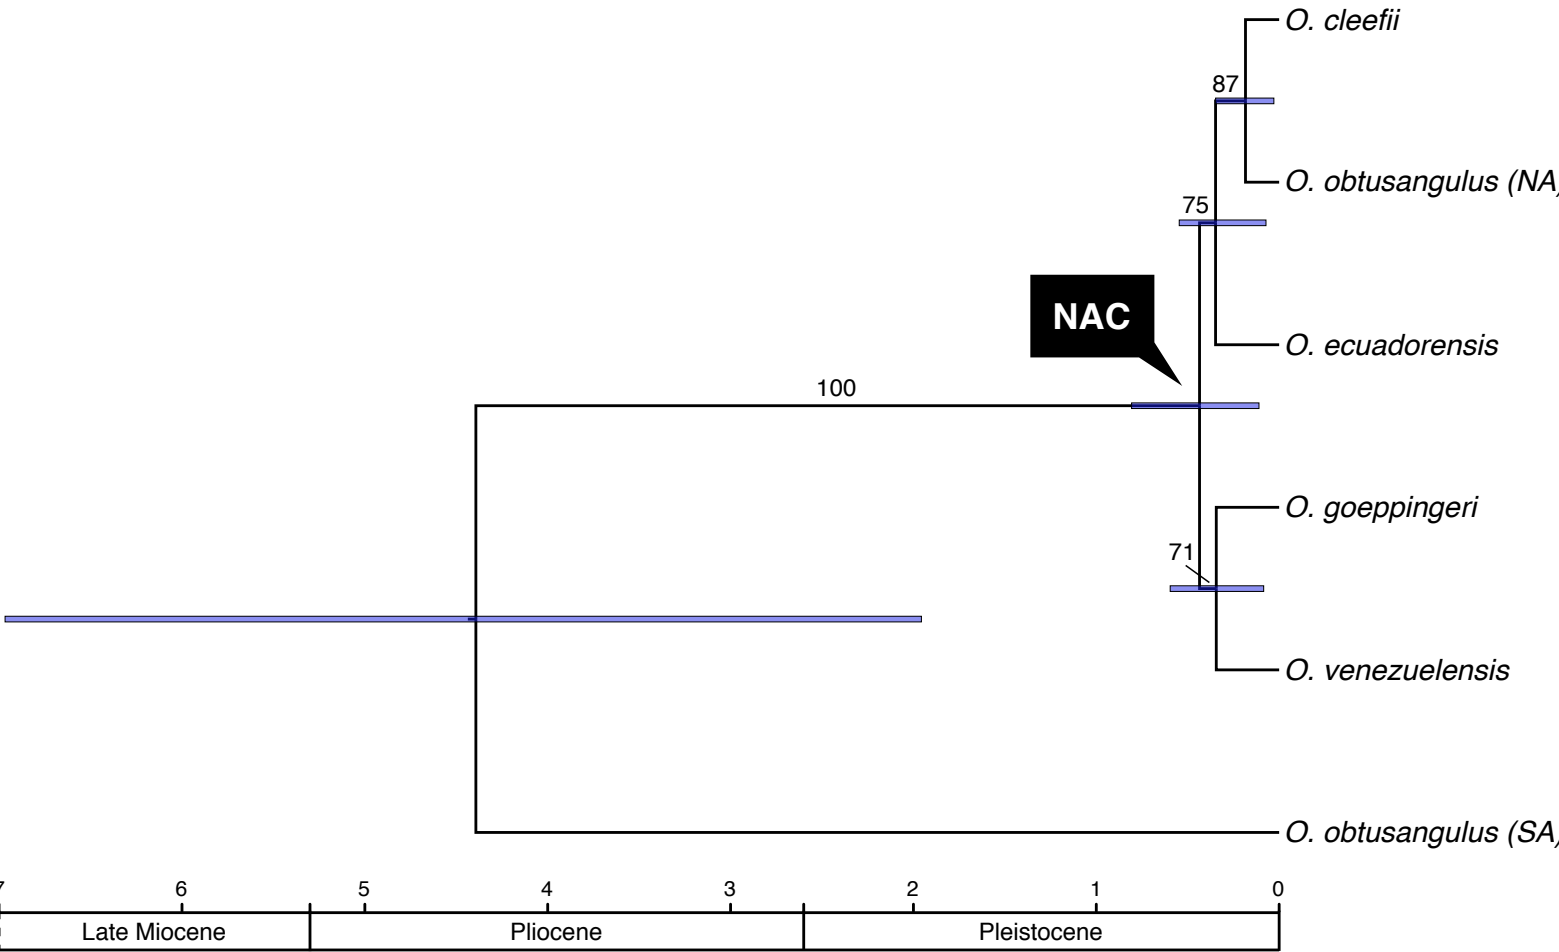 O. cleefii
87
O. obtusangulus (NA)
75
NAC
O. ecuadorensis
100
O. goeppingeri
71
O. venezuelensis
O. obtusangulus (SA)
7 6 5 4 3 2 1 0
Late Miocene Pliocene Pleistocene